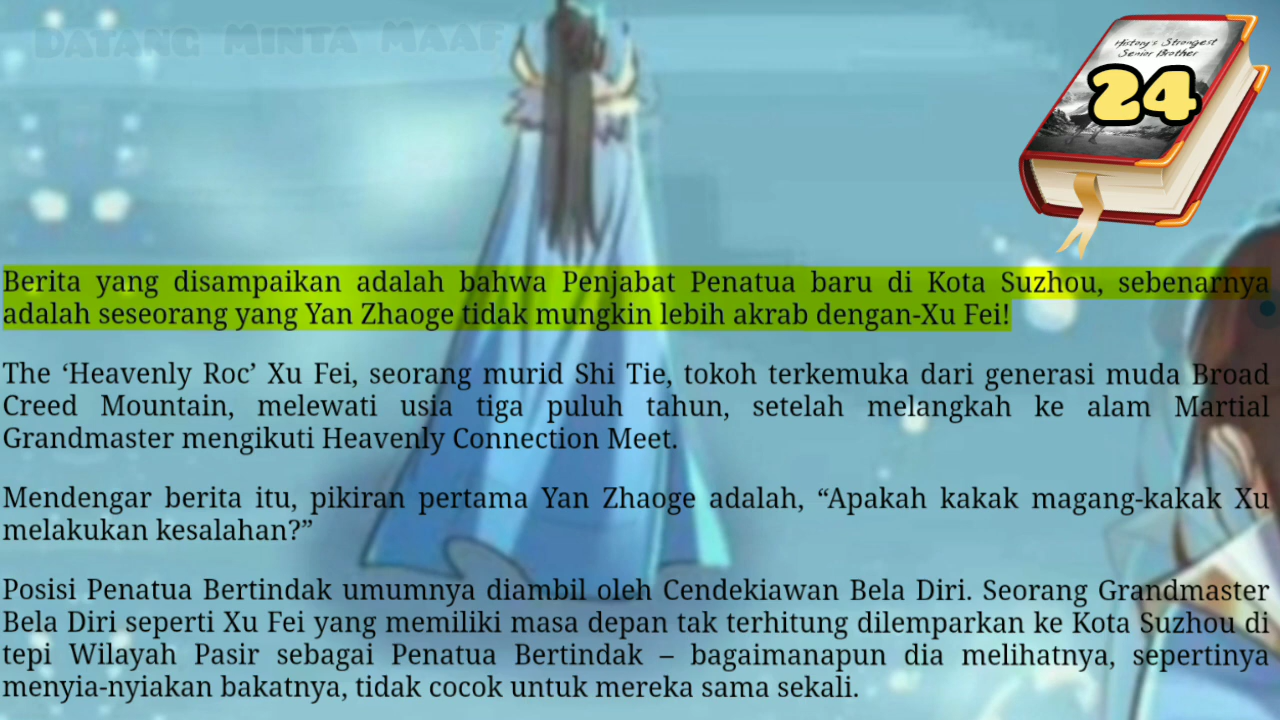 Datang Minta Maaf
History's Strongest
Senior Brother
24
Berita yang disampaikan adalah bahwa Penjabat Penatua baru di Kota Suzhou, sebenarnya
adalah seseorang yang Yan Zhaoge tidak mungkin lebih akrab dengan-Xu Fei!
The ‘Heavenly Roc’ Xu Fei, seorang murid Shi Tie, tokoh terkemuka dari generasi muda Broad
Creed Mountain, melewati usia tiga puluh tahun, setelah melangkah ke alam Martial
Grandmaster mengikuti Heavenly Connection Meet.
Mendengar berita itu, pikiran pertama Yan Zhaoge adalah, “Apakah kakak magang-kakak Xu
melakukan kesalahan?”
Posisi Penatua Bertindak umumnya diambil oleh Cendekiawan Bela Diri. Seorang Grandmaster
Bela Diri seperti Xu Fei yang memiliki masa depan tak terhitung dilemparkan ke Kota Suzhou di
tepi Wilayah Pasir sebagai Penatua Bertindak – bagaimanapun dia melihatnya, sepertinya
menyia-nyiakan bakatnya, tidak cocok untuk mereka sama sekali.